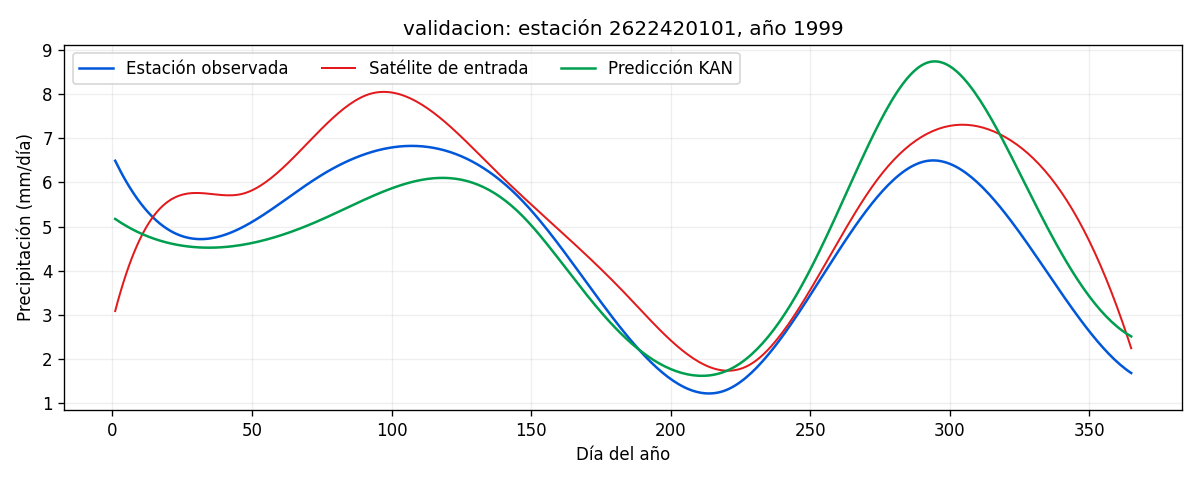 validacion: estación 2622420101, año 1999
Estación observada
Satélite de entrada
Predicción KAN
Precipitación (mm/día)
9
8
7
6
5
4
3
2
1
0
50
100
150
200
250
300
350
Día del año